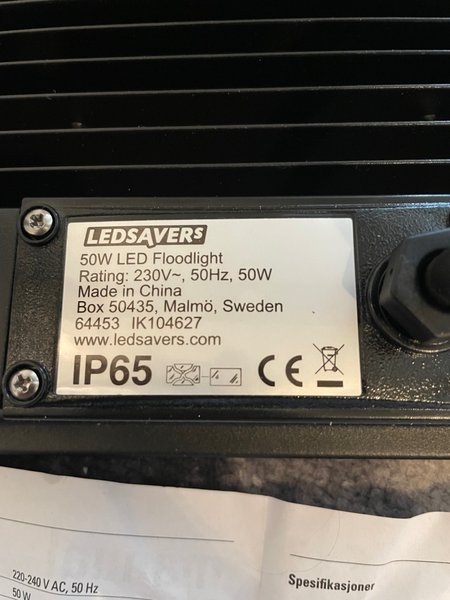 LEDSAVERS
50W LED Floodlight
Rating: 230V~, 50Hz, 50W
Made in China
Box 50435, Malmö, Sweden
64453 IK104627
www.ledsavers.com
IP65 CE
220-240 V AC, 50 Hz
50 W
Spesifikasjoner